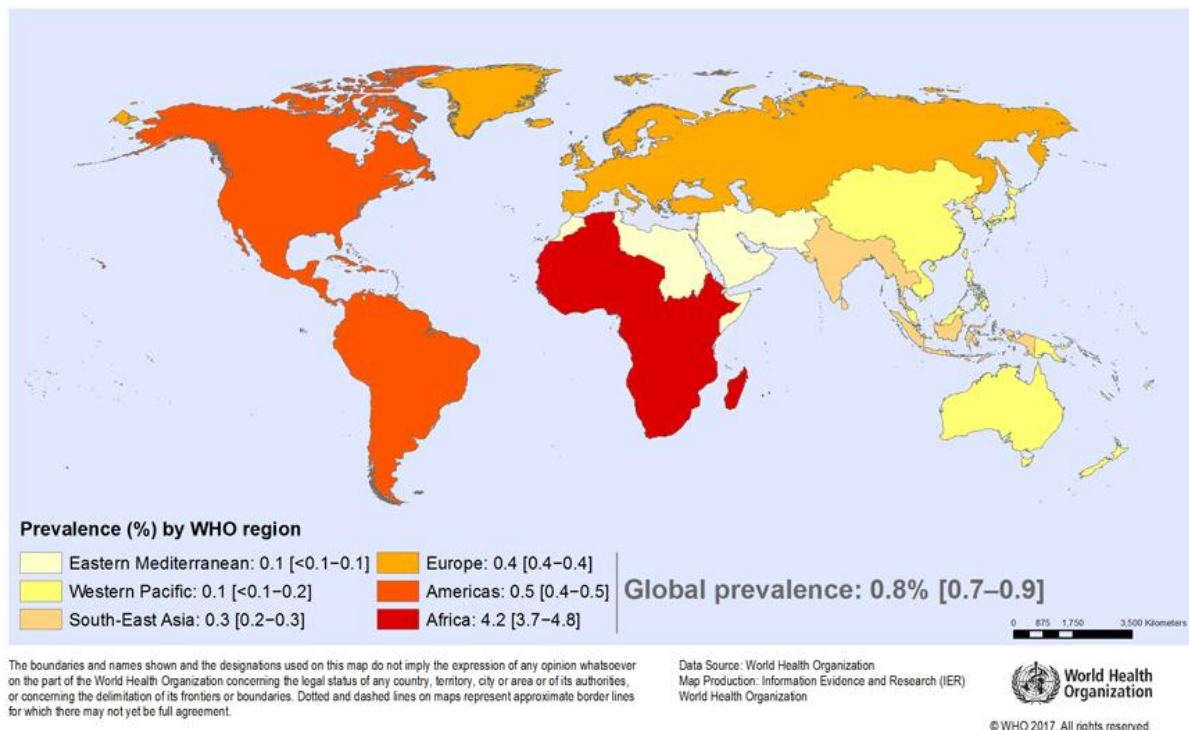 Prevalence (%) by WHO region
Eastern Mediterranean: 0.1 [<0.1–0.1]
Western Pacific: 0.1 [<0.1–0.2]
South-East Asia: 0.3 [0.2–0.3]
Europe: 0.4 [0.4–0.4]
Americas: 0.5 [0.4–0.5]
Africa: 4.2 [3.7–4.8]
Global prevalence: 0.8% [0.7–0.9]
0 875 1,750 3,500 Kilometers
The boundaries and names shown and the designations used on this map do not imply the expression of any opinion whatsoever
on the part of the World Health Organization concerning the legal status of any country, territory, city or area or of its authorities,
or concerning the delimitation of its frontiers or boundaries. Dotted and dashed lines on maps represent approximate border lines
for which there may not yet be full agreement.
Data Source: World Health Organization
Map Production: Information Evidence and Research (IER)
World Health Organization
World Health
Organization
© WHO 2017. All rights reserved.